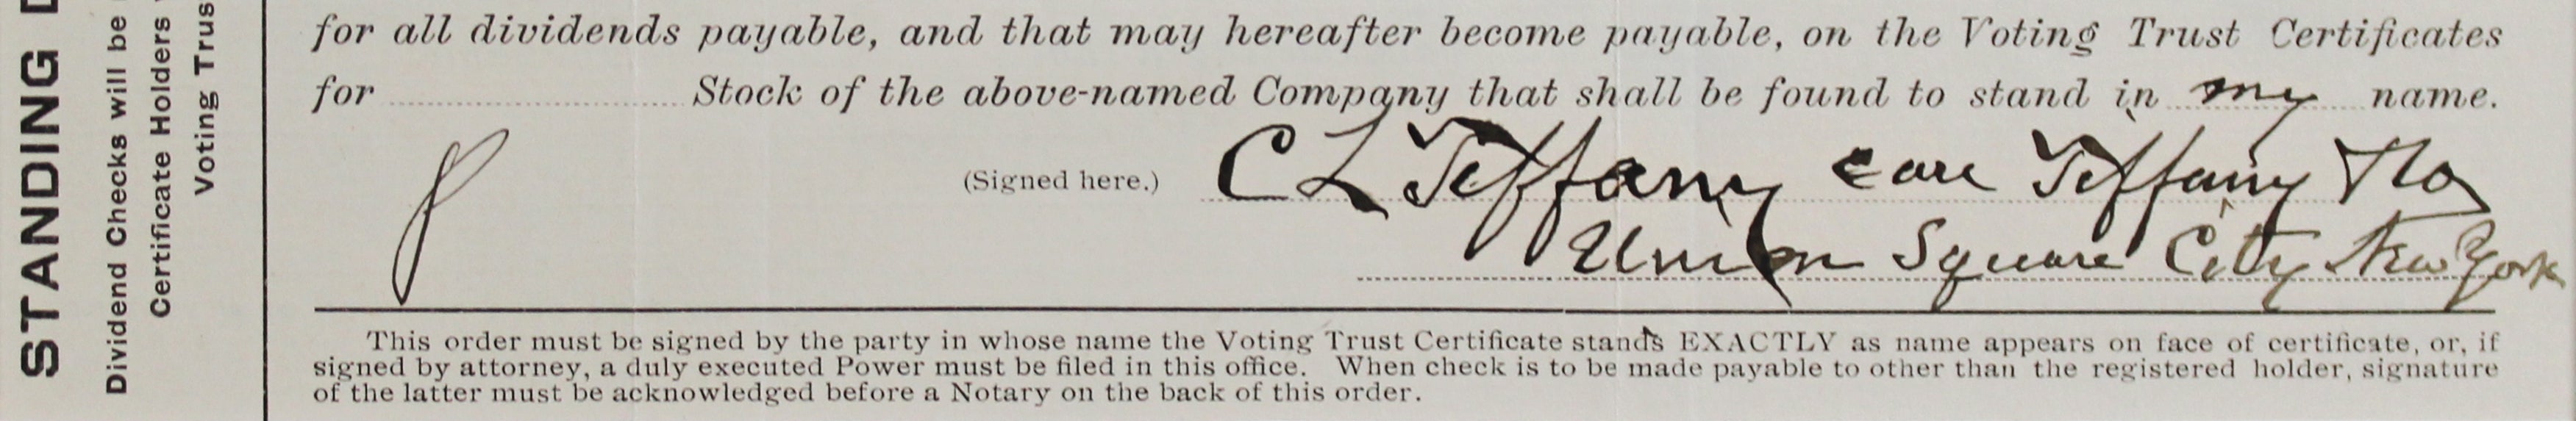 STANDING D
Dividend Checks will be
Certificate Holders
Voting Trus
for all dividends payable, and that may hereafter become payable, on the Voting Trust Certificates
for Stock of the above-named Company that shall be found to stand in my name.
(Signed here.) C L Tiffany care Tiffany & Co
Union Square City New York
This order must be signed by the party in whose name the Voting Trust Certificate stands EXACTLY as name appears on face of certificate, or, if
signed by attorney, a duly executed Power must be filed in this office. When check is to be made payable to other than the registered holder, signature
of the latter must be acknowledged before a Notary on the back of this order.